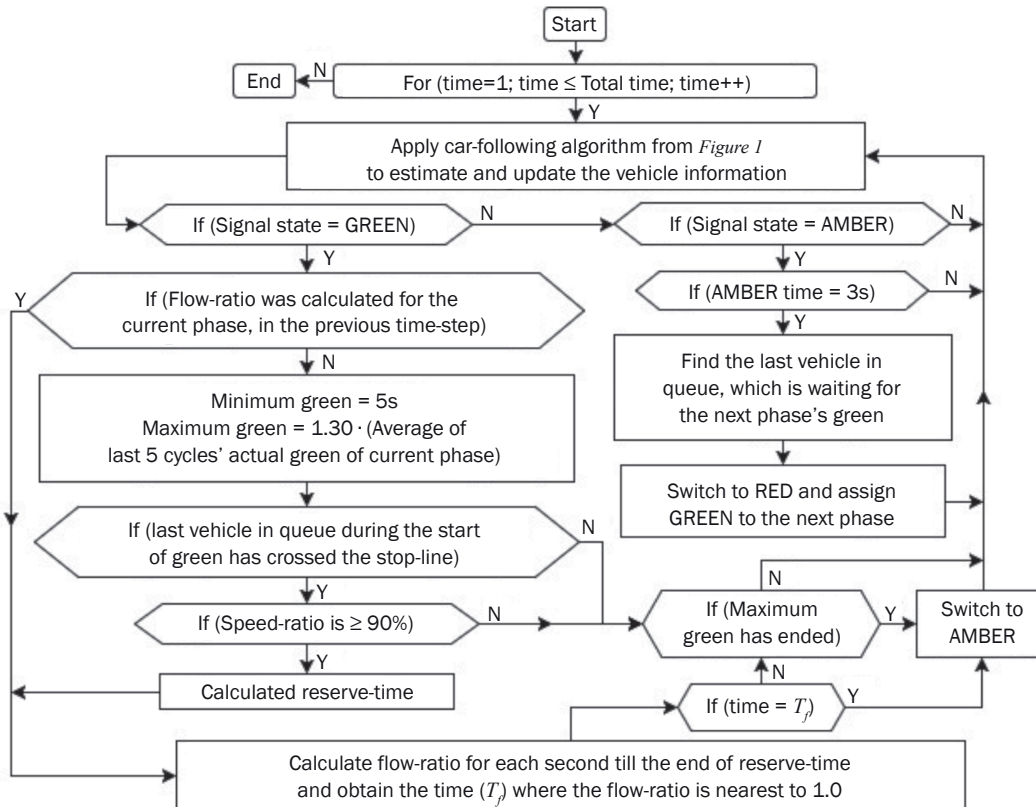 Start
End
N
For (time=1; time ≤ Total time; time++)
Y
Apply car-following algorithm from Figure 1
to estimate and update the vehicle information
If (Signal state = GREEN)
N
If (Signal state = AMBER)
N
Y
Y
Y
If (Flow-ratio was calculated for the
current phase, in the previous time-step)
If (AMBER time = 3s)
N
N
Y
Minimum green = 5s
Maximum green = 1.30 · (Average of
last 5 cycles’ actual green of current phase)
Find the last vehicle in
queue, which is waiting for
the next phase’s green
Switch to RED and assign
GREEN to the next phase
If (last vehicle in queue during the start
of green has crossed the stop-line)
N
Y
N
If (Speed-ratio is ≥ 90%)
N
If (Maximum
green has ended)
Y
Switch to
AMBER
Y
N
Calculated reserve-time
If (time = Tf)
Y
Calculate flow-ratio for each second till the end of reserve-time
and obtain the time (Tf) where the flow-ratio is nearest to 1.0